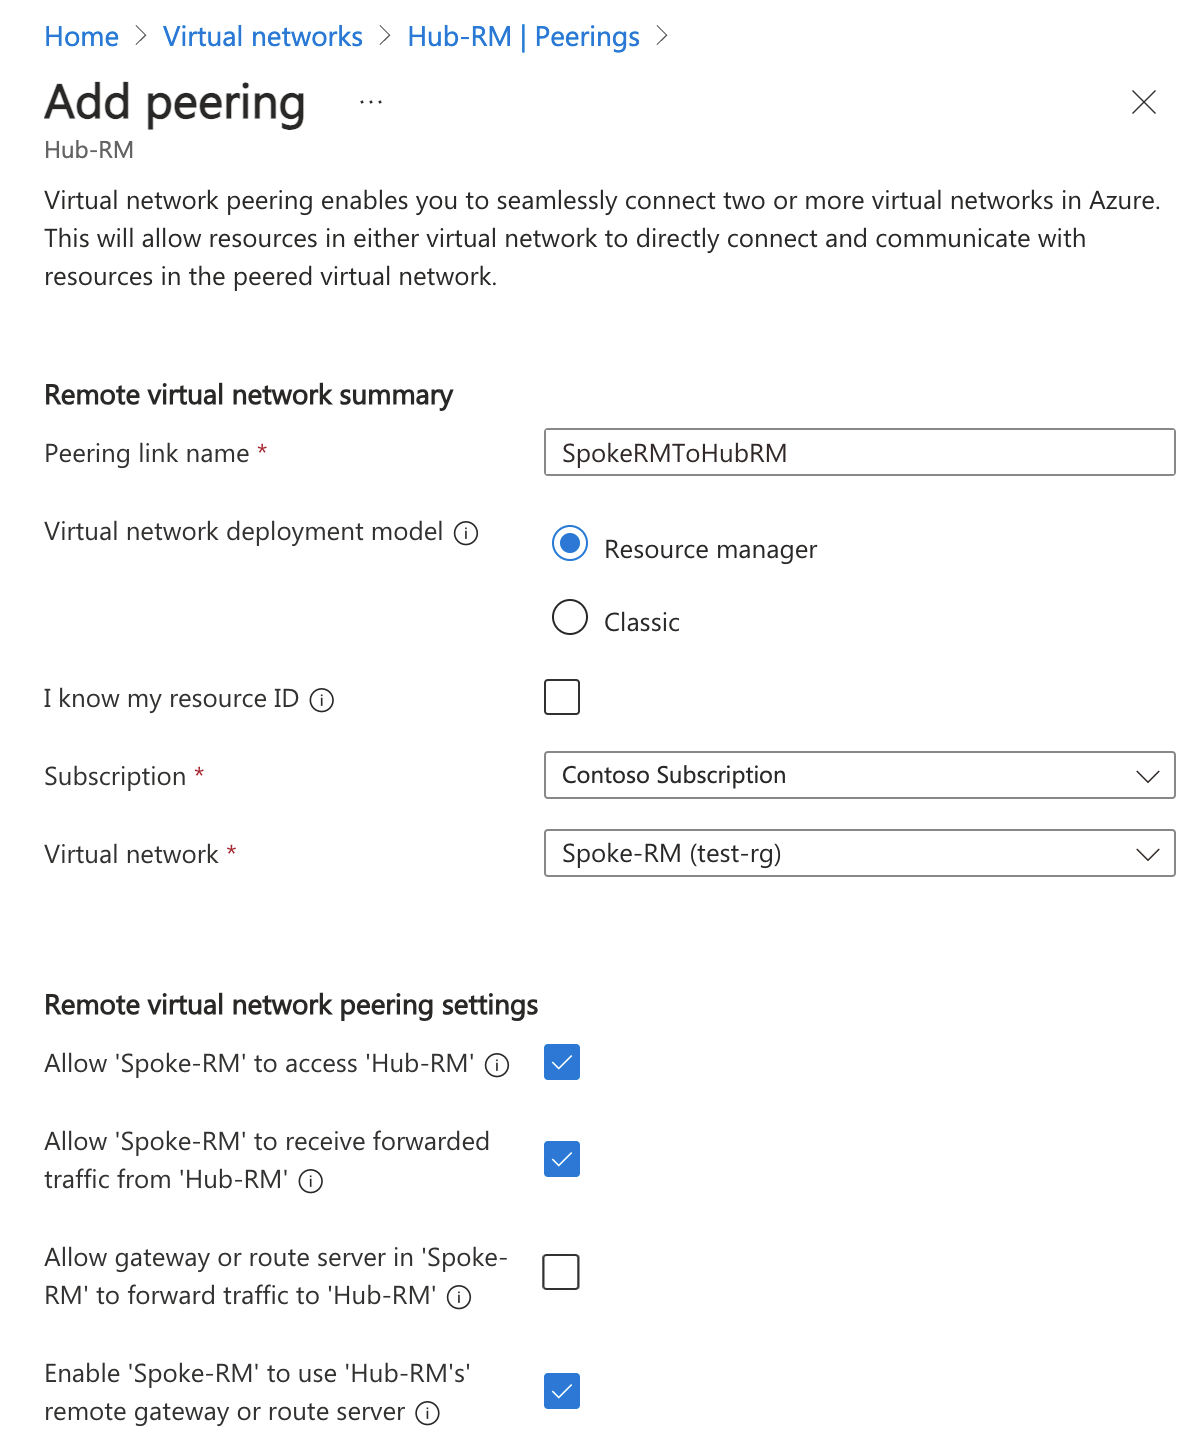 Home > Virtual networks > Hub-RM | Peerings >
Add peering ...
Hub-RM
Virtual network peering enables you to seamlessly connect two or more virtual networks in Azure.
This will allow resources in either virtual network to directly connect and communicate with
resources in the peered virtual network.
Remote virtual network summary
Peering link name * SpokeRMToHubRM
Virtual network deployment model
Resource manager
Classic
I know my resource ID
Subscription * Contoso Subscription
Virtual network * Spoke-RM (test-rg)
Remote virtual network peering settings
Allow 'Spoke-RM' to access 'Hub-RM'
Allow 'Spoke-RM' to receive forwarded
traffic from 'Hub-RM'
Allow gateway or route server in 'Spoke-
RM' to forward traffic to 'Hub-RM'
Enable 'Spoke-RM' to use 'Hub-RM's'
remote gateway or route server